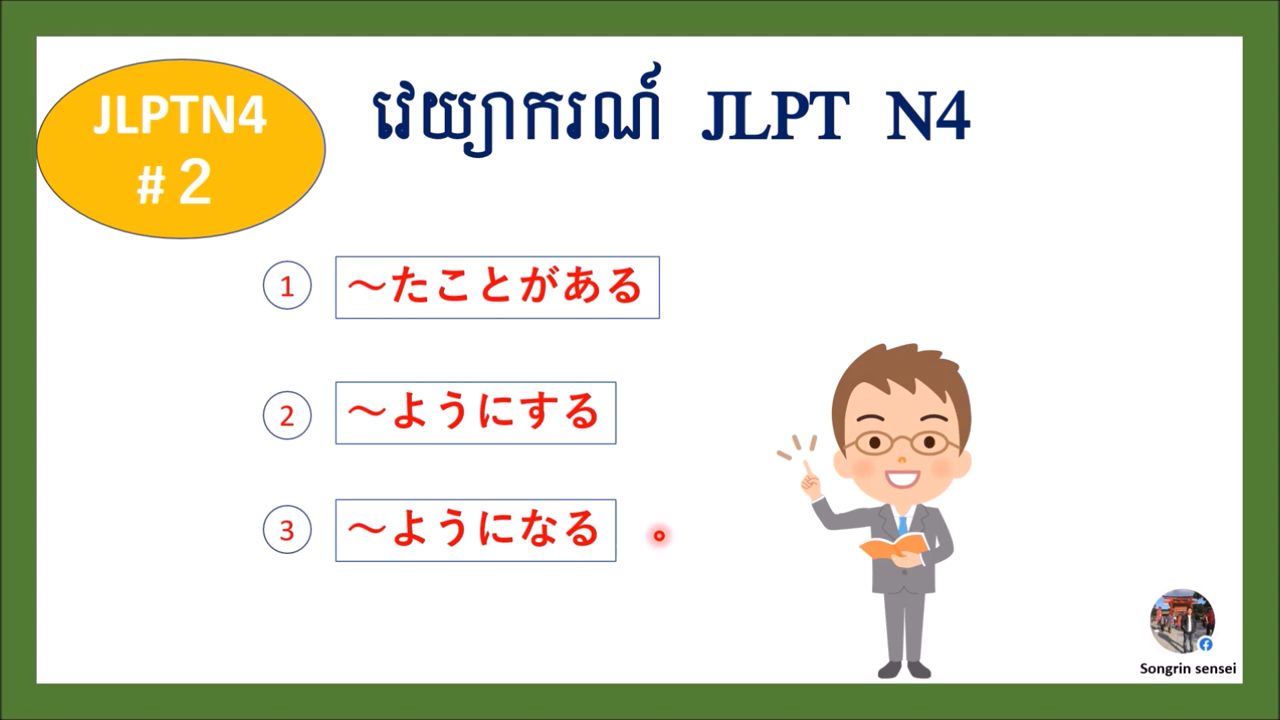 JLPTN4
#２
វេយ្យាករណ៍ JLPT N4
1 ～たことがある
2 ～ようにする
3 ～ようになる
Songrin sensei